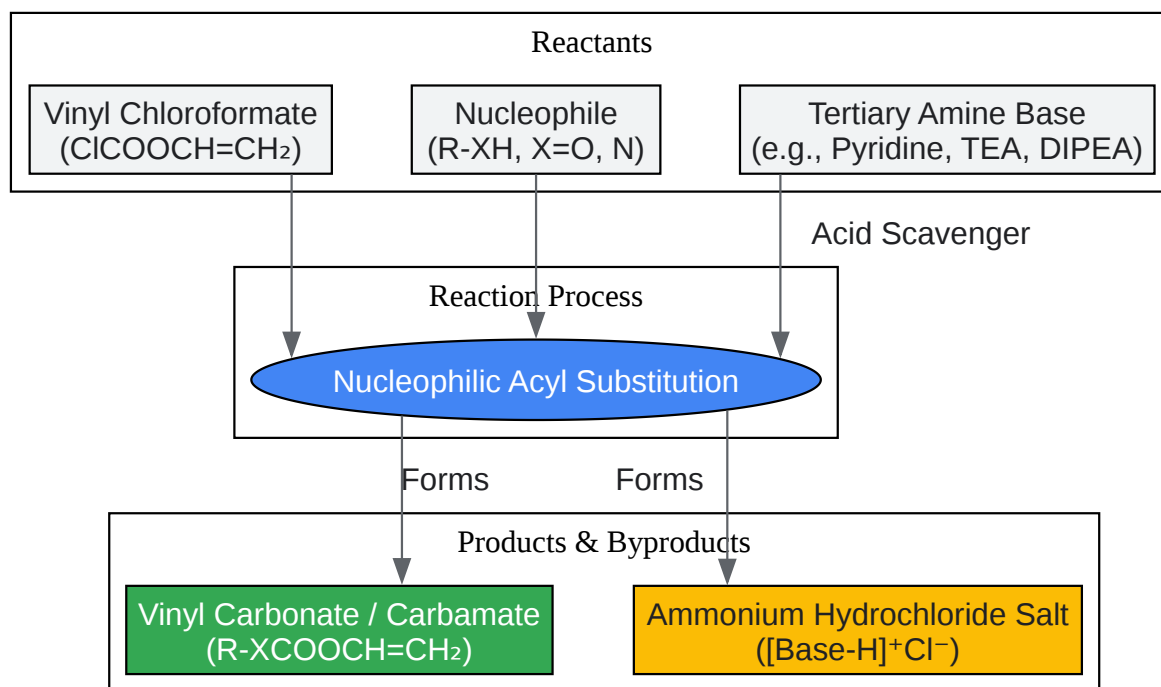 Reactants
Vinyl Chloroformate
(ClCOOCH=CH₂)
Nucleophile
(R-XH, X=O, N)
Tertiary Amine Base
(e.g., Pyridine, TEA, DIPEA)
Acid Scavenger
Reaction Process
Nucleophilic Acyl Substitution
Forms
Forms
Products & Byproducts
Vinyl Carbonate / Carbamate
(R-XCOOCH=CH₂)
Ammonium Hydrochloride Salt
([Base-H]⁺Cl⁻)